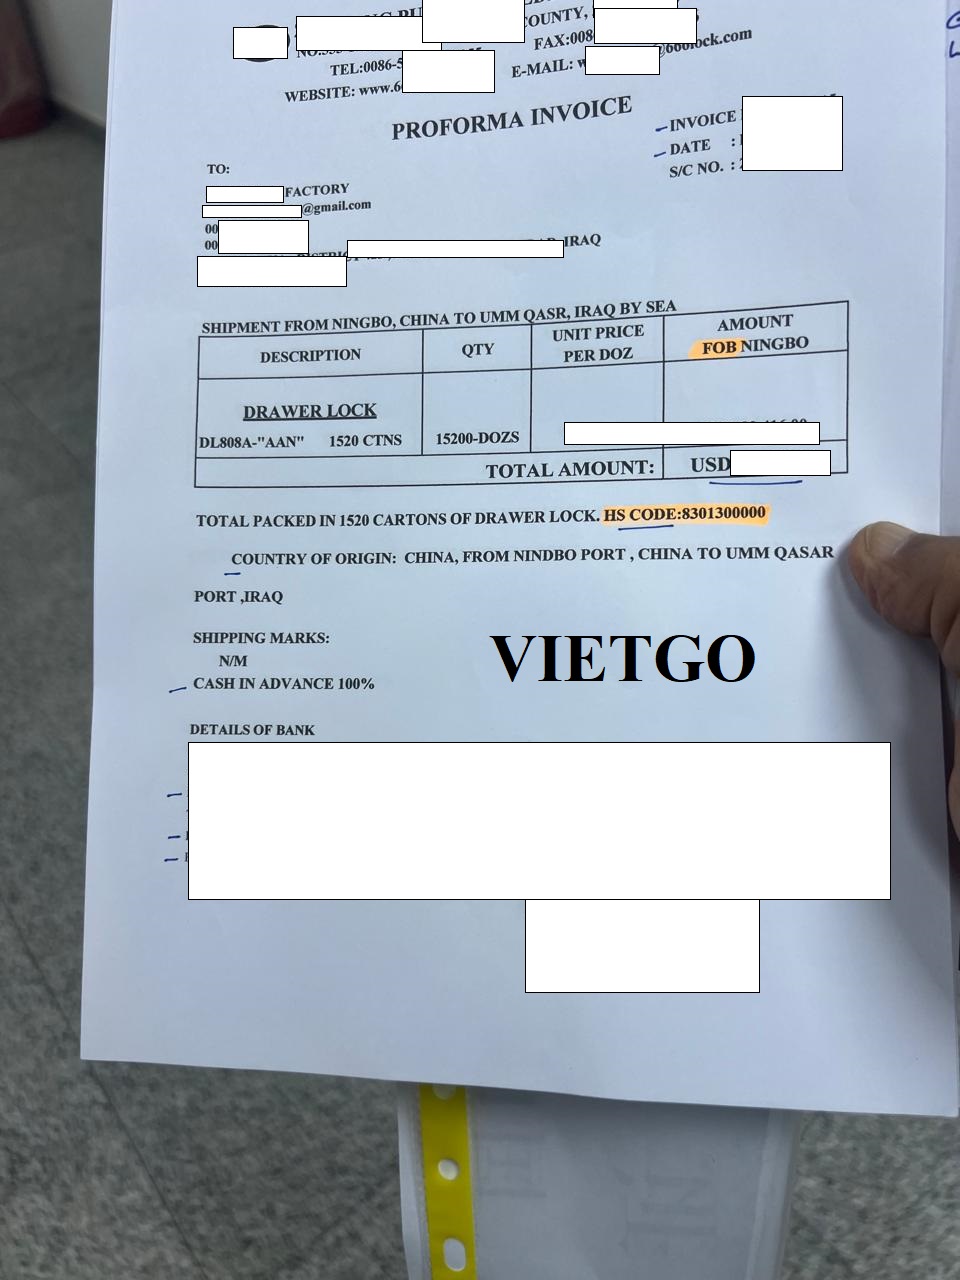 COUNTY,
FAX:008
TEL:0086-5
E-MAIL:
WEBSITE: www.6
PROFORMA INVOICE
INVOICE
DATE :
S/C NO. :
TO:
FACTORY
@gmail.com
00
00
IRAQ
SHIPMENT FROM NINGBO, CHINA TO UMM QASR, IRAQ BY SEA
DESCRIPTION QTY UNIT PRICE PER DOZ AMOUNT FOB NINGBO
DRAWER LOCK
DL808A-"AAN" 1520 CTNS 15200-DOZS
TOTAL AMOUNT: USD
TOTAL PACKED IN 1520 CARTONS OF DRAWER LOCK. HS CODE:8301300000
COUNTRY OF ORIGIN: CHINA, FROM NINDBO PORT , CHINA TO UMM QASAR
PORT ,IRAQ
SHIPPING MARKS:
N/M
VIETGO
CASH IN ADVANCE 100%
DETAILS OF BANK